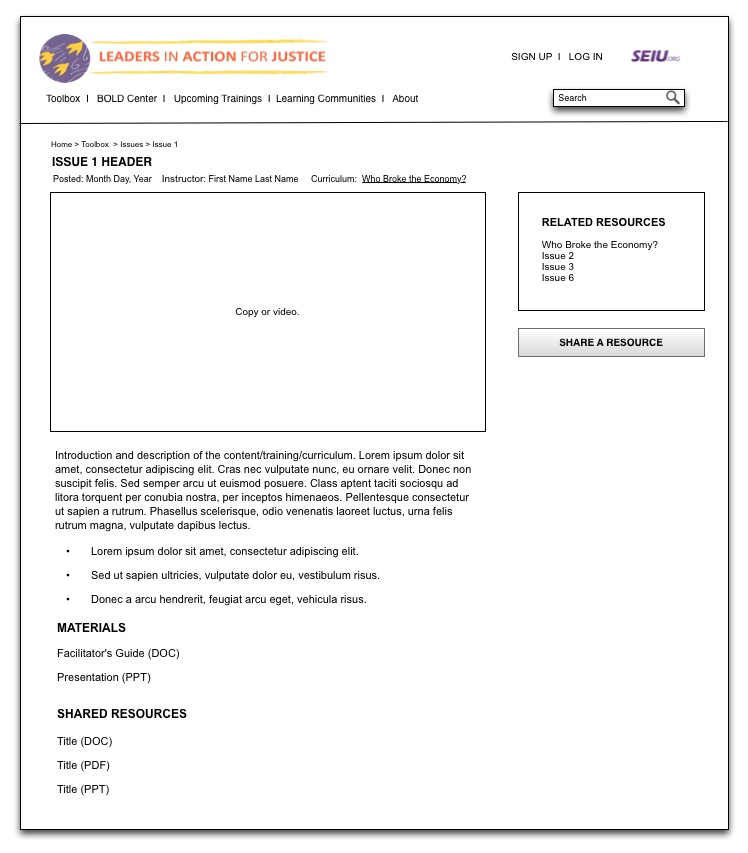 LEADERS IN ACTION FOR JUSTICE
SIGN UP I LOG IN
SEIU.ORG
Toolbox I BOLD Center I Upcoming Trainings I Learning Communities I About
Search
Home > Toolbox > Issues > Issue 1
ISSUE 1 HEADER
Posted: Month Day, Year Instructor: First Name Last Name Curriculum: Who Broke the Economy?
Copy or video.
RELATED RESOURCES
Who Broke the Economy?
Issue 2
Issue 3
Issue 6
SHARE A RESOURCE
Introduction and description of the content/training/curriculum. Lorem ipsum dolor sit
amet, consectetur adipiscing elit. Cras nec vulputate nunc, eu ornare velit. Donec non
suscipit felis. Sed semper arcu ut euismod posuere. Class aptent taciti sociosqu ad
litora torquent per conubia nostra, per inceptos himenaeos. Pellentesque consectetur
ut sapien a rutrum. Phasellus scelerisque, odio venenatis laoreet luctus, urna felis
rutrum magna, vulputate dapibus lectus.
• Lorem ipsum dolor sit amet, consectetur adipiscing elit.
• Sed ut sapien ultricies, vulputate dolor eu, vestibulum risus.
• Donec a arcu hendrerit, feugiat arcu eget, vehicula risus.
MATERIALS
Facilitator's Guide (DOC)
Presentation (PPT)
SHARED RESOURCES
Title (DOC)
Title (PDF)
Title (PPT)